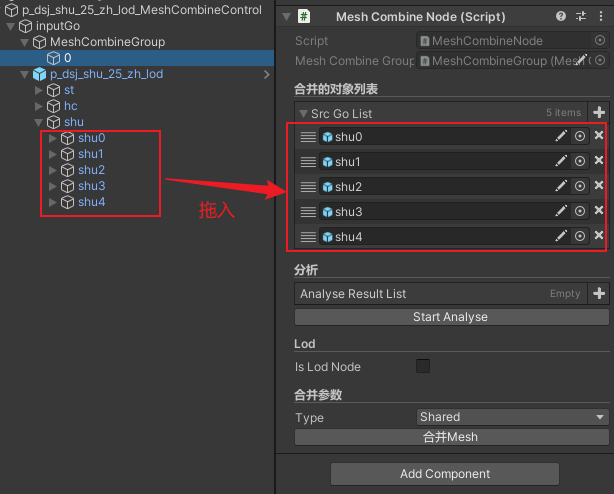 p_dsj_shu_25_zh_lod_MeshCombineControl
inputGo
MeshCombineGroup
0
p_dsj_shu_25_zh_lod
st
hc
shu
shu0
shu1
shu2
shu3
shu4
拖入
Mesh Combine Node (Script)
Script
MeshCombineNode
Mesh Combine Group
MeshCombineGroup (Mesh
合并的对象列表
Src Go List
5 items
shu0
shu1
shu2
shu3
shu4
分析
Analyse Result List
Empty
Start Analyse
Lod
Is Lod Node
合并参数
Type
Shared
合并Mesh
Add Component